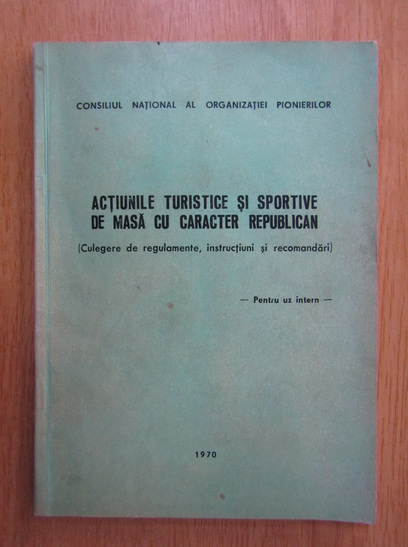 CONSILIUL NAȚIONAL AL ORGANIZAȚIEI PIONIERILOR
ACȚIUNILE TURISTICE ȘI SPORTIVE
DE MASĂ CU CARACTER REPUBLICAN
(Culegere de regulamente, instrucțiuni și recomandări)
— Pentru uz intern —
1970